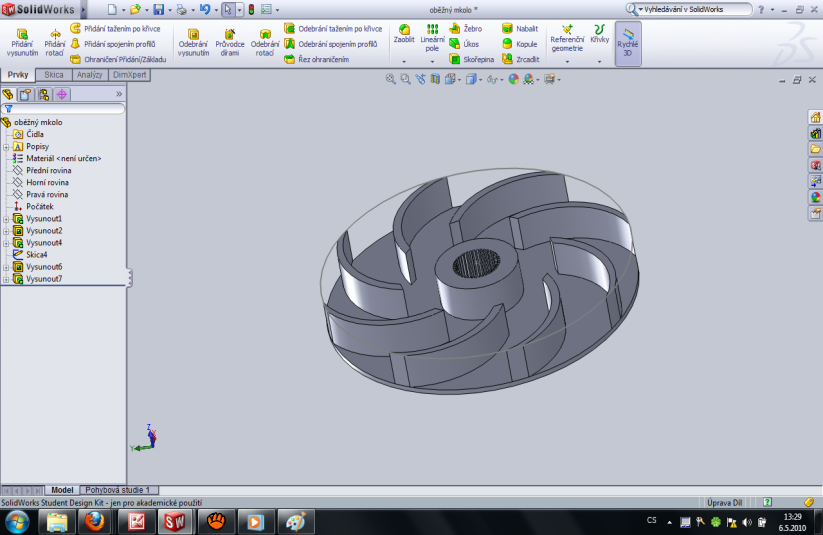 SolidWorks
oběžný mkolo *
Vyhledávání v SolidWorks
Přidání vysunutím
Přidání rotací
Přidání tažením po křivce
Přidání spojením profilů
Ohraničení Přidání/Základu
Odebrání vysunutím
Průvodce dírami
Odebrání rotací
Odebrání tažením po křivce
Odebrání spojením profilů
Řez ohraničením
Zaoblit
Lineární pole
Žebro
Úkos
Skořepina
Nabalit
Kopule
Zrcadlit
Referenční geometrie
Křivky
Rychlé 3D
Prvky
Skica
Analýzy
DimXpert
oběžný mkolo
Čidla
Popisy
Materiál <není určen>
Přední rovina
Horní rovina
Pravá rovina
Počátek
Vysunout1
Vysunout2
Vysunout4
Skica4
Vysunout6
Vysunout7
Z
Y
Model
Pohybová studie 1
SolidWorks Student Design Kit - jen pro akademické použití
Úprava Díl
CS
13:29
6.5.2010